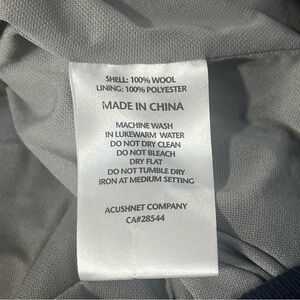 SHELL: 100% WOOL
LINING: 100% POLYESTER
MADE IN CHINA
MACHINE WASH
IN LUKEWARM WATER
DO NOT DRY CLEAN
DO NOT BLEACH
DRY FLAT
DO NOT TUMBLE DRY
IRON AT MEDIUM SETTING
ACUSHNET COMPANY
CA#28544